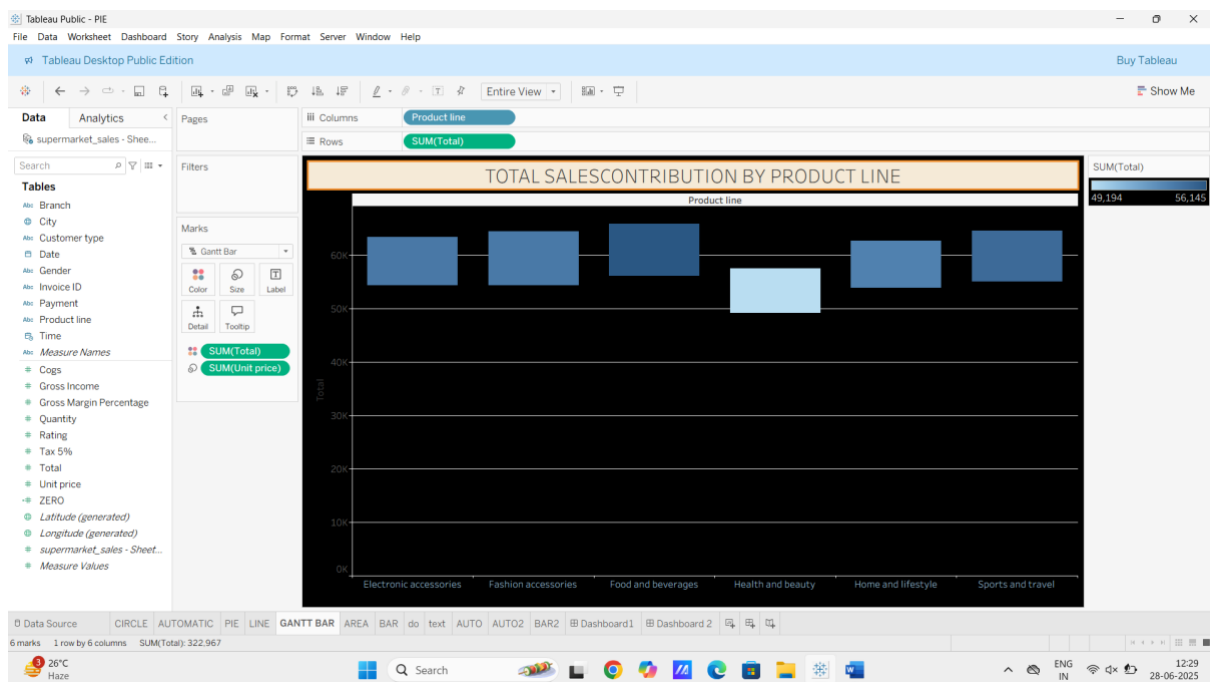 Tableau Public - PIE
File Data Worksheet Dashboard Story Analysis Map Format Server Window Help
Tableau Desktop Public Edition Buy Tableau
Entire View Show Me
Data Analytics Pages Columns Product line
supermarket_sales - Shee... Rows SUM(Total)
Search Filters
Tables
Abc Branch
City
Abc Customer type
Date
Abc Gender
Abc Invoice ID
Abc Payment
Abc Product line
Time
Abc Measure Names
Cogs
Gross Income
Gross Margin Percentage
Quantity
Rating
Tax 5%
Total
Unit price
ZERO
Latitude (generated)
Longitude (generated)
supermarket_sales - Sheet...
Measure Values
Marks
Gantt Bar
Color Size Label
Detail Tooltip
SUM(Total)
SUM(Unit price)
TOTAL SALESCONTRIBUTION BY PRODUCT LINE
Product line
60K
50K
40K
30K
20K
10K
0K
Total
Electronic accessories Fashion accessories Food and beverages Health and beauty Home and lifestyle Sports and travel
SUM(Total)
49,194 56,145
Data Source CIRCLE AUTOMATIC PIE LINE GANTT BAR AREA BAR do text AUTO AUTO2 BAR2 Dashboard1 Dashboard 2
6 marks 1 row by 6 columns SUM(Total): 322,967
3 26°C
Haze
Search
ENG
IN
12:29
28-06-2025